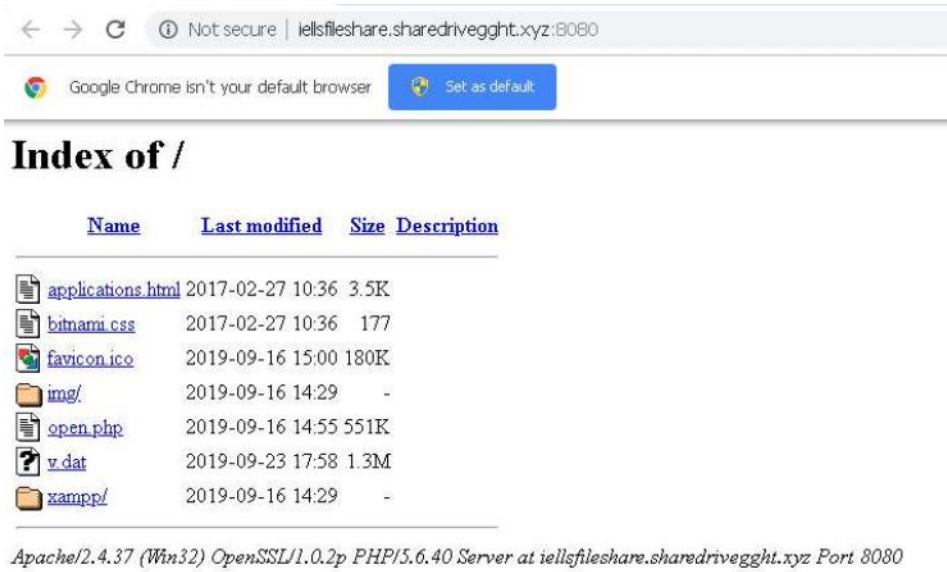 Not secure | iellsfileshare.sharedrivegght.xyz:8080
Google Chrome isn't your default browser Set as default
Index of /
Name Last modified Size Description
applications.html 2017-02-27 10:36 3.5K
bitnami.css 2017-02-27 10:36 177
favicon.ico 2019-09-16 15:00 180K
img/ 2019-09-16 14:29 -
open.php 2019-09-16 14:55 551K
v.dat 2019-09-23 17:58 1.3M
xampp/ 2019-09-16 14:29 -
Apache/2.4.37 (Win32) OpenSSL/1.0.2p PHP/5.6.40 Server at iellsfileshare.sharedrivegght.xyz Port 8080